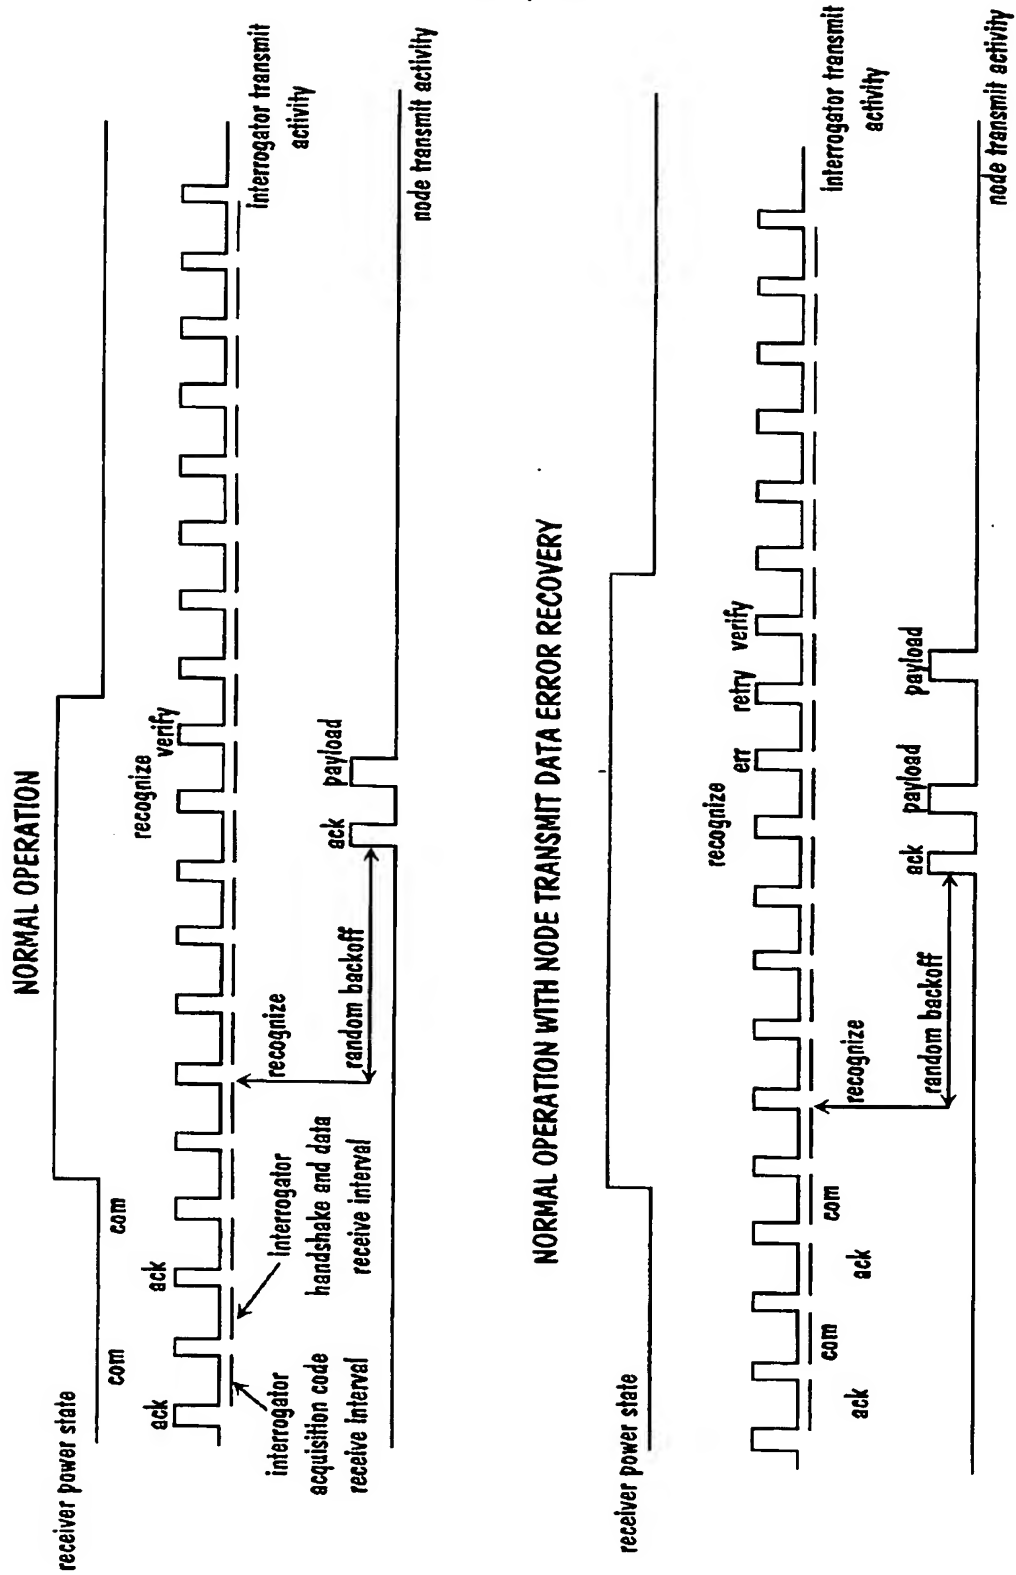 NORMAL OPERATION
receiver power state
com
com
ack
ack
recognize
verify
interrogator
acquisition code
receive interval
Interrogator
handshake and data
receive interval
recognize
interrogator transmit
activity
random backoff
ack
payload
node transmit activity
NORMAL OPERATION WITH NODE TRANSMIT DATA ERROR RECOVERY
receiver power state
recognize
err
retry
verify
ack
com
ack
com
recognize
interrogator transmit
activity
random backoff
ack
payload
payload
node transmit activity